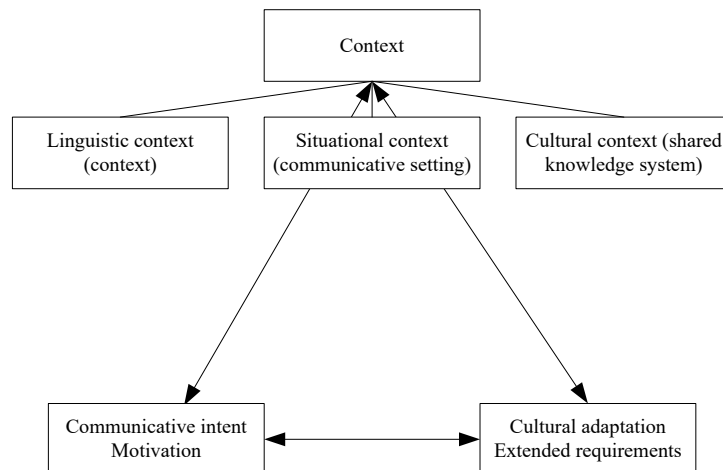 Context
Linguistic context
(context)
Situational context
(communicative setting)
Cultural context (shared
knowledge system)
Communicative intent
Motivation
Cultural adaptation
Extended requirements